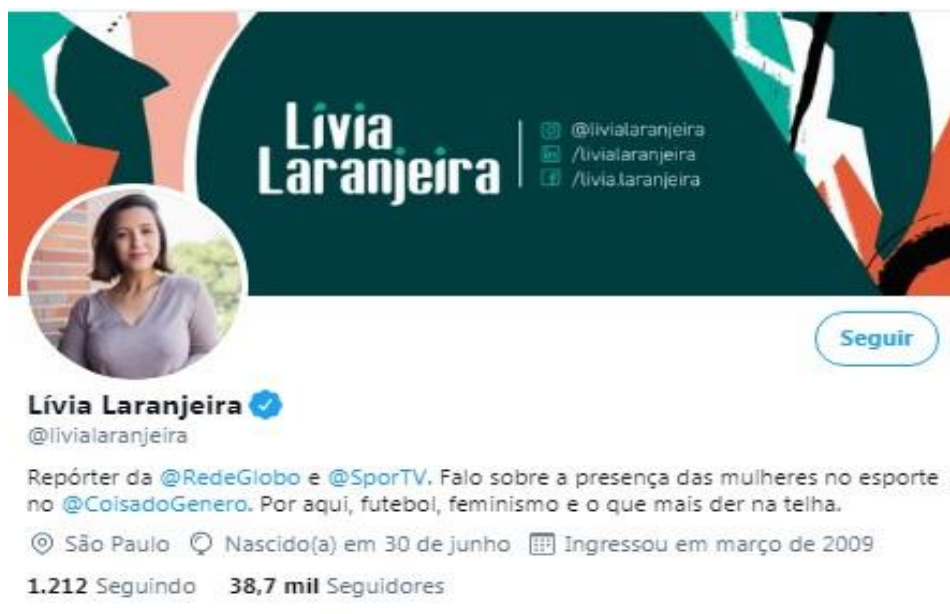 Lívia
Laranjeira
@livialaranjeira
/livialaranjeira
/livia.laranjeira
Seguir
Lívia Laranjeira
@livialaranjeira
Repórter da @RedeGlobo e @SporTV. Falo sobre a presença das mulheres no esporte
no @CoisadoGenero. Por aqui, futebol, feminismo e o que mais der na telha.
São Paulo Nascido(a) em 30 de junho Ingressou em março de 2009
1.212 Seguindo 38,7 mil Seguidores